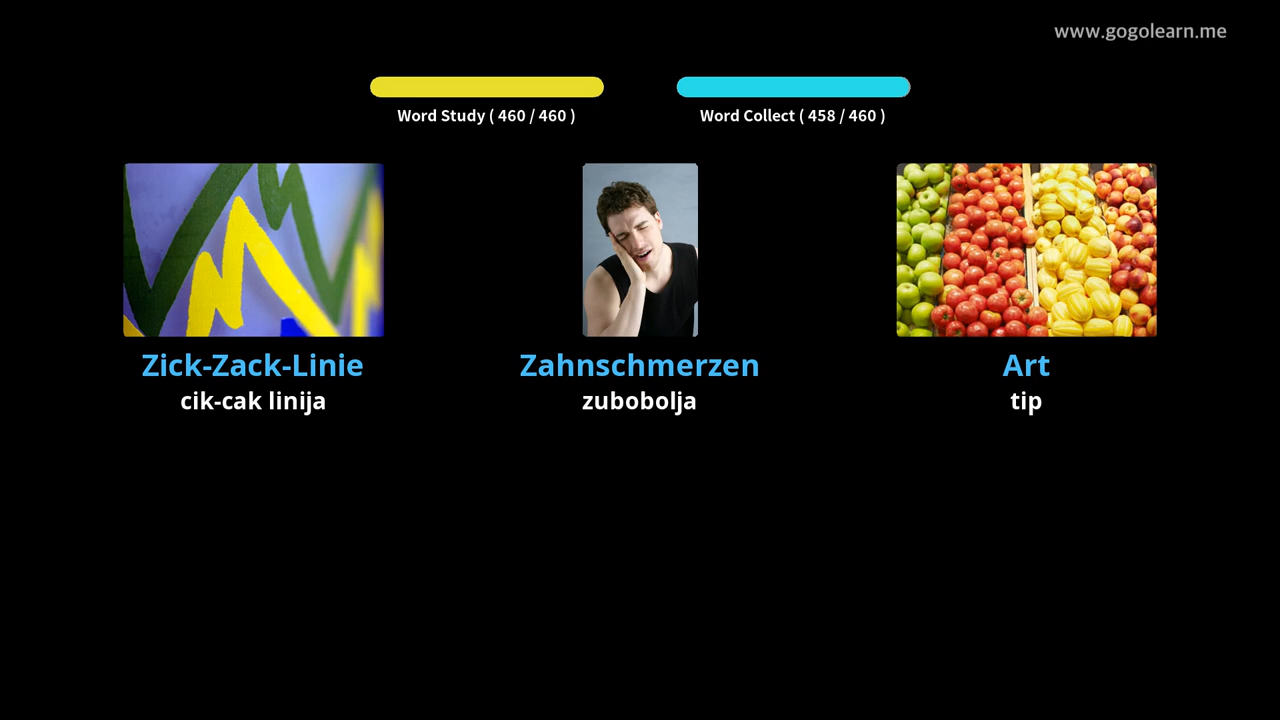 www.gogolearn.me
Word Study ( 460 / 460 )
Word Collect ( 458 / 460 )
Zick-Zack-Linie
cik-cak linija
Zahnschmerzen
zubobolja
Art
tip